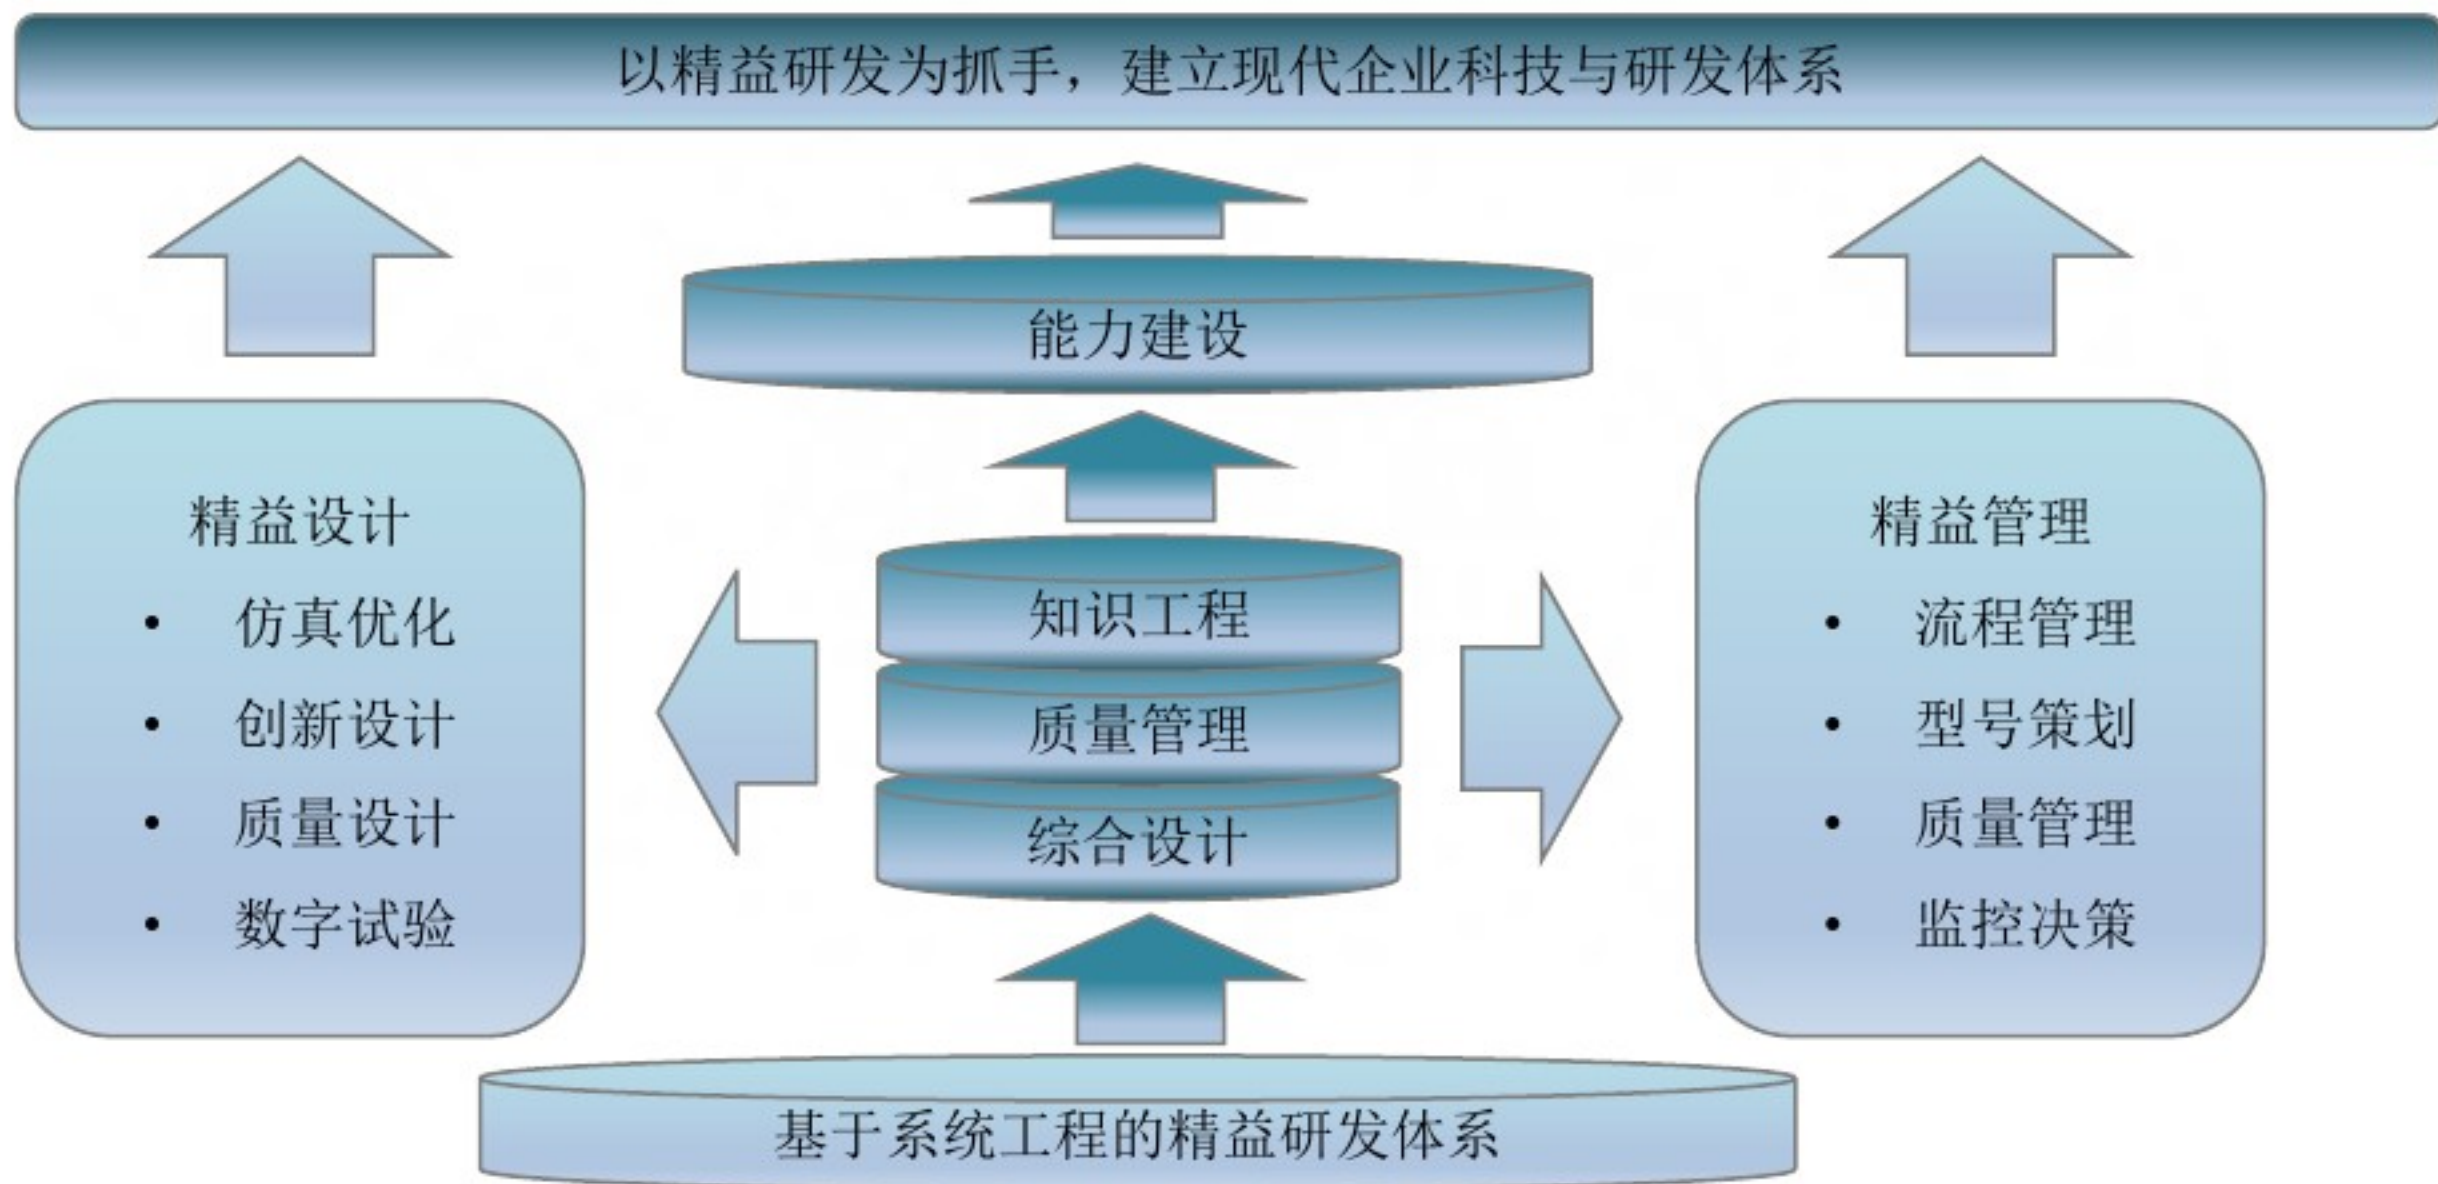 以精益研发为抓手，建立现代企业科技与研发体系
能力建设
精益设计
• 仿真优化
• 创新设计
• 质量设计
• 数字试验
知识工程
质量管理
综合设计
精益管理
• 流程管理
• 型号策划
• 质量管理
• 监控决策
基于系统工程的精益研发体系